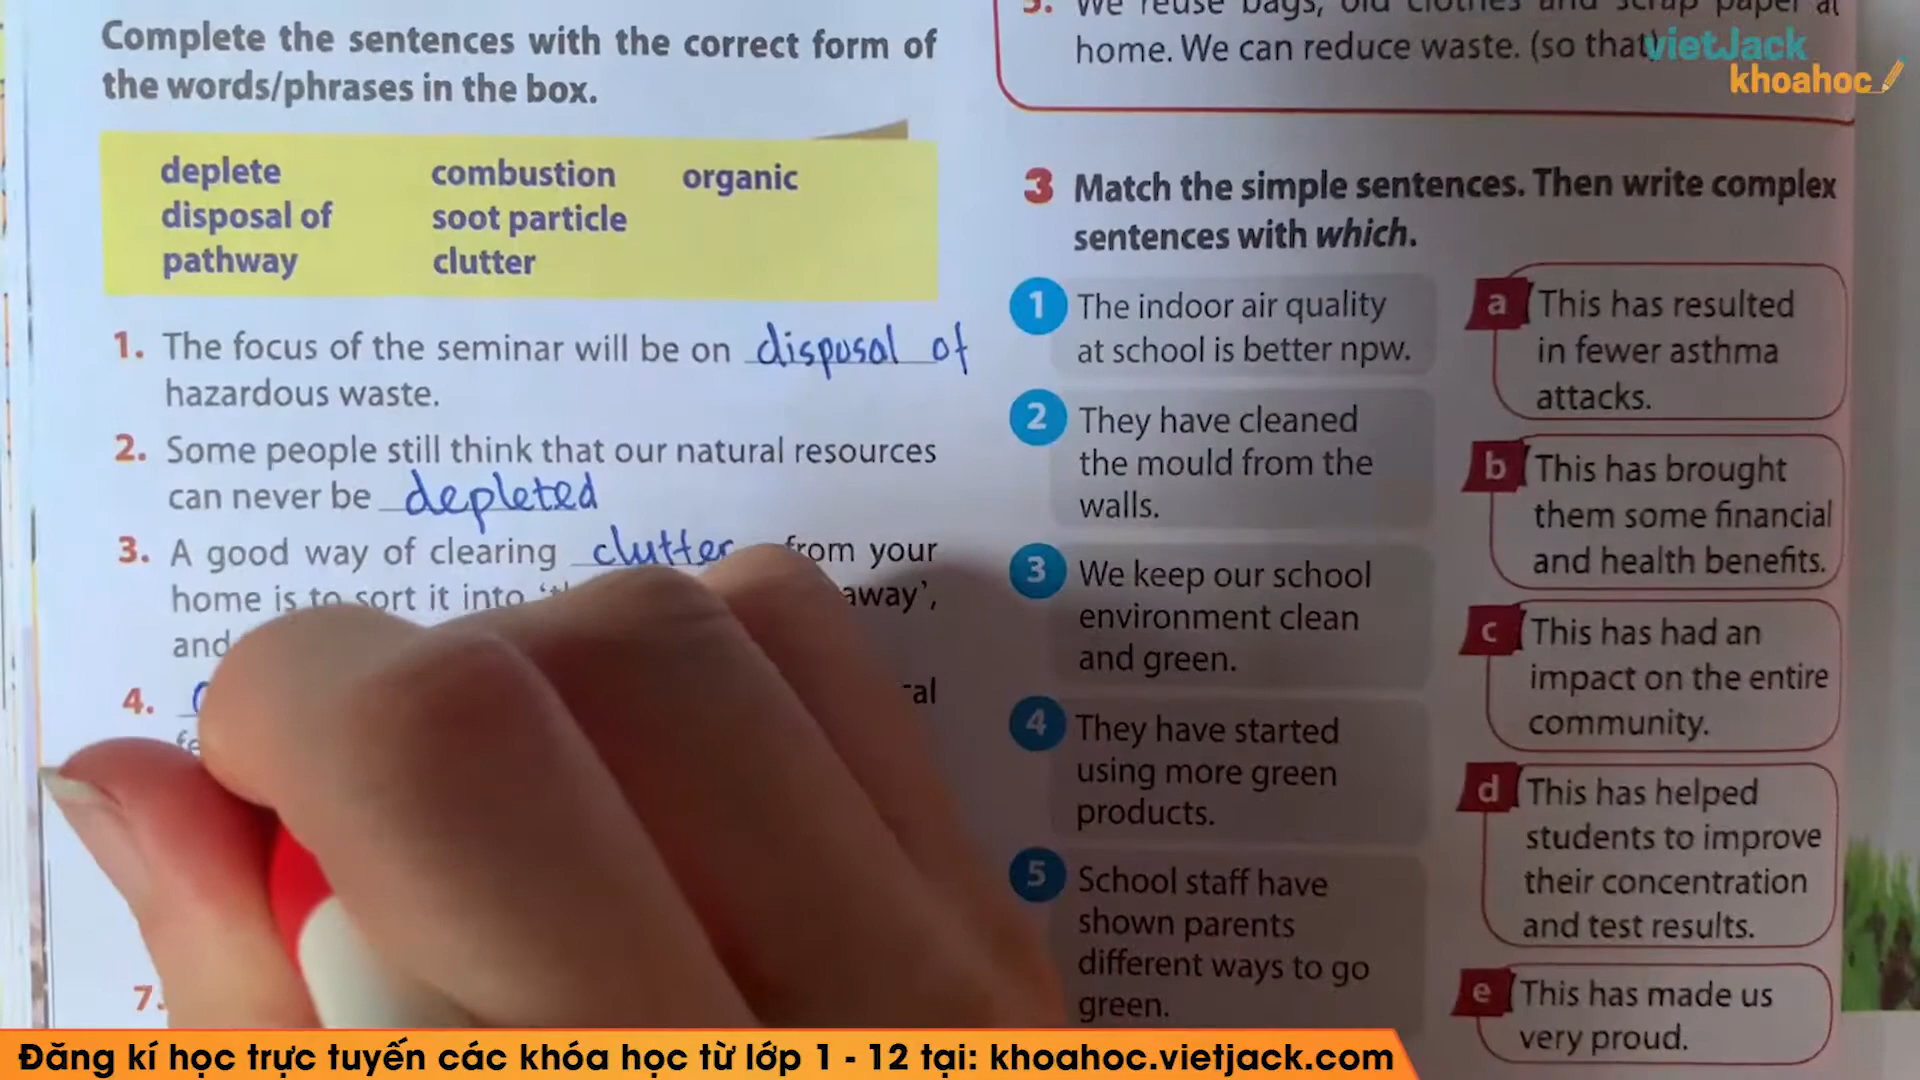 Complete the sentences with the correct form of
the words/phrases in the box.
deplete combustion organic
disposal of soot particle
pathway clutter
1. The focus of the seminar will be on disposal of
hazardous waste.
2. Some people still think that our natural resources
can never be depleted
3. A good way of clearing clutter from your
home is to sort it into away',
and
4.
7.
home. We can reduce waste. (so that)
vietJack
khoahoc
3 Match the simple sentences. Then write complex
sentences with which.
1 The indoor air quality
at school is better npw.
2 They have cleaned
the mould from the
walls.
3 We keep our school
environment clean
and green.
4 They have started
using more green
products.
5 School staff have
shown parents
different ways to go
green.
a This has resulted
in fewer asthma
attacks.
b This has brought
them some financial
and health benefits.
c This has had an
impact on the entire
community.
d This has helped
students to improve
their concentration
and test results.
e This has made us
very proud.
Đăng kí học trực tuyến các khóa học từ lớp 1 - 12 tại: khoahoc.vietjack.com